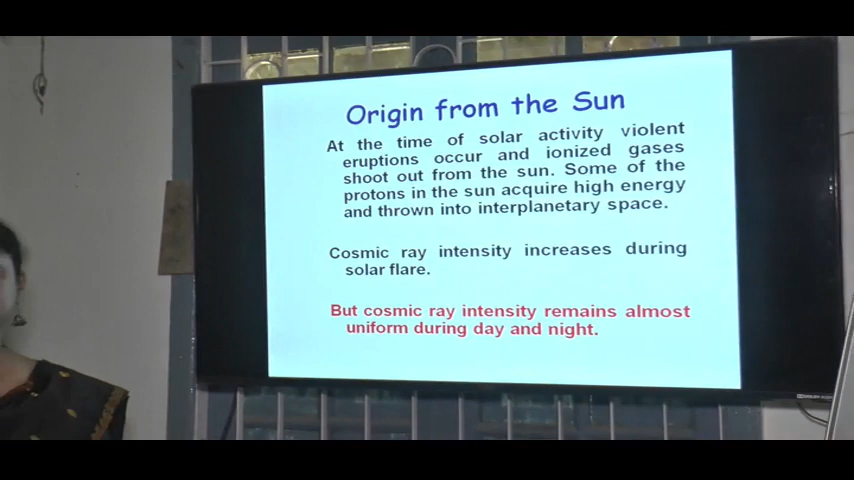 Origin from the Sun
At the time of solar activity violent
eruptions occur and ionized gases
shoot out from the sun. Some of the
protons in the sun acquire high energy
and thrown into interplanetary space.
Cosmic ray intensity increases during
solar flare.
But cosmic ray intensity remains almost
uniform during day and night.